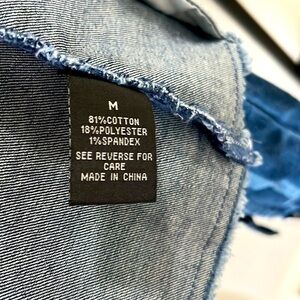 M
81%COTTON
18%POLYESTER
1%SPANDEX
SEE REVERSE FOR
CARE
MADE IN CHINA